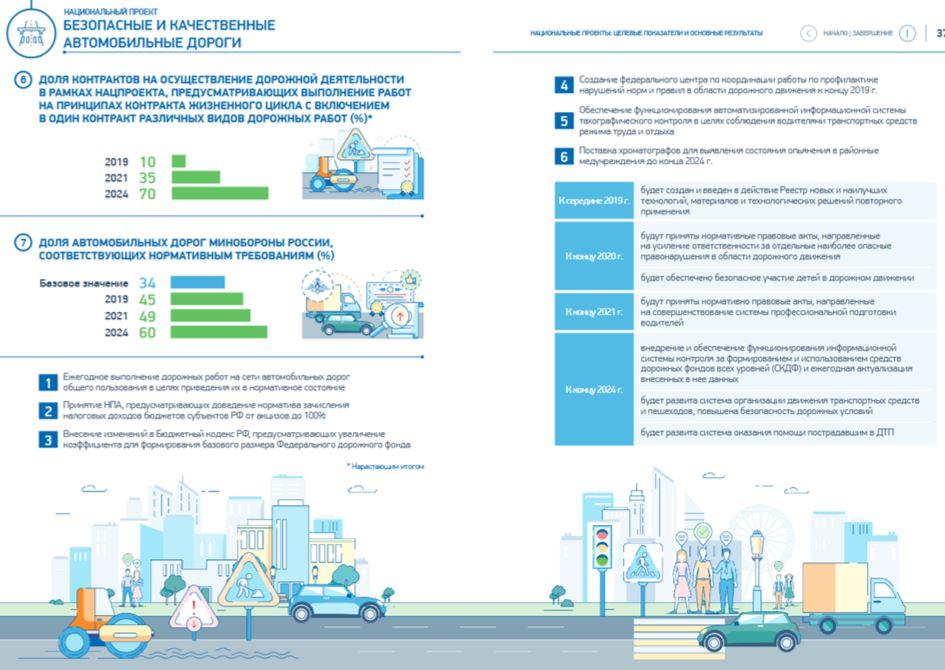 НАЦИОНАЛЬНЫЙ ПРОЕКТ
БЕЗОПАСНЫЕ И КАЧЕСТВЕННЫЕ
АВТОМОБИЛЬНЫЕ ДОРОГИ
6 ДОЛЯ КОНТРАКТОВ НА ОСУЩЕСТВЛЕНИЕ ДОРОЖНОЙ ДЕЯТЕЛЬНОСТИ
В РАМКАХ НАЦПРОЕКТА, ПРЕДУСМАТРИВАЮЩИХ ВЫПОЛНЕНИЕ РАБОТ
НА ПРИНЦИПАХ КОНТРАКТА ЖИЗНЕННОГО ЦИКЛА С ВКЛЮЧЕНИЕМ
В ОДИН КОНТРАКТ РАЗЛИЧНЫХ ВИДОВ ДОРОЖНЫХ РАБОТ (%)*
2019 10
2021 35
2024 70
7 ДОЛЯ АВТОМОБИЛЬНЫХ ДОРОГ МИНОБОРОНЫ РОССИИ,
СООТВЕТСТВУЮЩИХ НОРМАТИВНЫМ ТРЕБОВАНИЯМ (%)
Базовое значение 34
2019 45
2021 49
2024 60
1 Ежегодное выполнение дорожных работ на сети автомобильных дорог
общего пользования в целях приведения их в нормативное состояние
2 Принятие НПА, предусматривающих доведение норматива зачисления
налоговых доходов бюджетов субъектов РФ от акцизов до 100%
3 Внесение изменений в Бюджетный кодекс РФ, предусматривающих увеличение
коэффициента для формирования базового размера Федерального дорожного фонда
* Нарастающим итогом
НАЦИОНАЛЬНЫЕ ПРОЕКТЫ: ЦЕЛЕВЫЕ ПОКАЗАТЕЛИ И ОСНОВНЫЕ РЕЗУЛЬТАТЫ
НАЧАЛО | ЗАВЕРШЕНИЕ
37
4 Создание федерального центра по координации работы по профилактике
нарушений норм и правил в области дорожного движения к концу 2019 г.
5 Обеспечение функционирования автоматизированной информационной системы
тахографического контроля в целях соблюдения водителями транспортных средств
режима труда и отдыха
6 Поставка хроматографов для выявления состояния опьянения в районные
медучреждения до конца 2024 г.
К середине 2019 г.
будет создан и введен в действие Реестр новых и наилучших
технологий, материалов и технологических решений повторного
применения
К концу 2020 г.
будут приняты нормативные правовые акты, направленные
на усиление ответственности за отдельные наиболее опасные
правонарушения в области дорожного движения
будет обеспечено безопасное участие детей в дорожном движении
К концу 2021 г.
будут приняты нормативно правовые акты, направленные
на совершенствование системы профессиональной подготовки
водителей
К концу 2024 г.
внедрение и обеспечение функционирования информационной
системы контроля за формированием и использованием средств
дорожных фондов всех уровней (СКДФ) и ежегодная актуализация
внесенных в нее данных
будет развита система организации движения транспортных средств
и пешеходов, повышена безопасность дорожных условий
будет развита система оказания помощи пострадавшим в ДТП